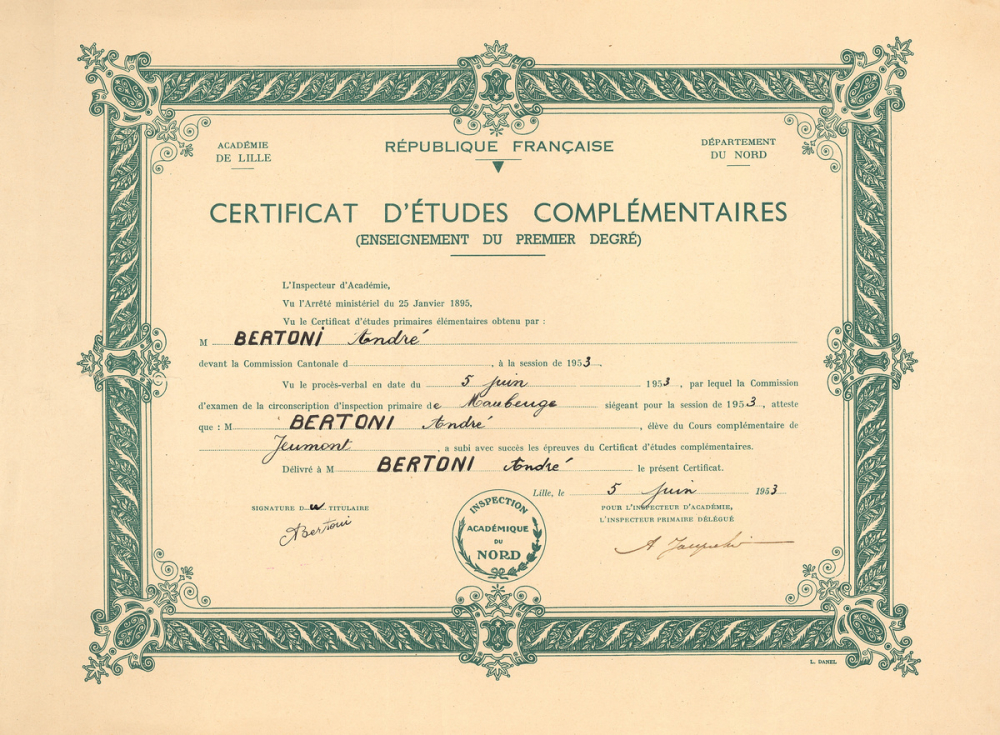 ACADÉMIE
DE LILLE
RÉPUBLIQUE FRANÇAISE
DÉPARTEMENT
DU NORD
CERTIFICAT D'ÉTUDES COMPLÉMENTAIRES
(ENSEIGNEMENT DU PREMIER DEGRÉ)
L'Inspecteur d'Académie,
Vu l'Arrêté ministériel du 25 Janvier 1895,
Vu le Certificat d'études primaires élémentaires obtenu par :
M BERTONI André
devant la Commission Cantonale d , à la session de 1953 ,
Vu le procès-verbal en date du 5 juin 1953 , par lequel la Commission
d'examen de la circonscription d'inspection primaire de Maubeuge siégeant pour la session de 1953 , atteste
que : M BERTONI André , élève du Cours complémentaire de
Jeumont , a subi avec succès les épreuves du Certificat d'études complémentaires.
Délivré à M BERTONI André le présent Certificat.
Lille, le 5 juin 1953
SIGNATURE Du TITULAIRE
ABertoni
INSPECTION
ACADÉMIQUE
DU
NORD
POUR L'INSPECTEUR D'ACADÉMIE,
L'INSPECTEUR PRIMAIRE DÉLÉGUÉ
L. DANEL